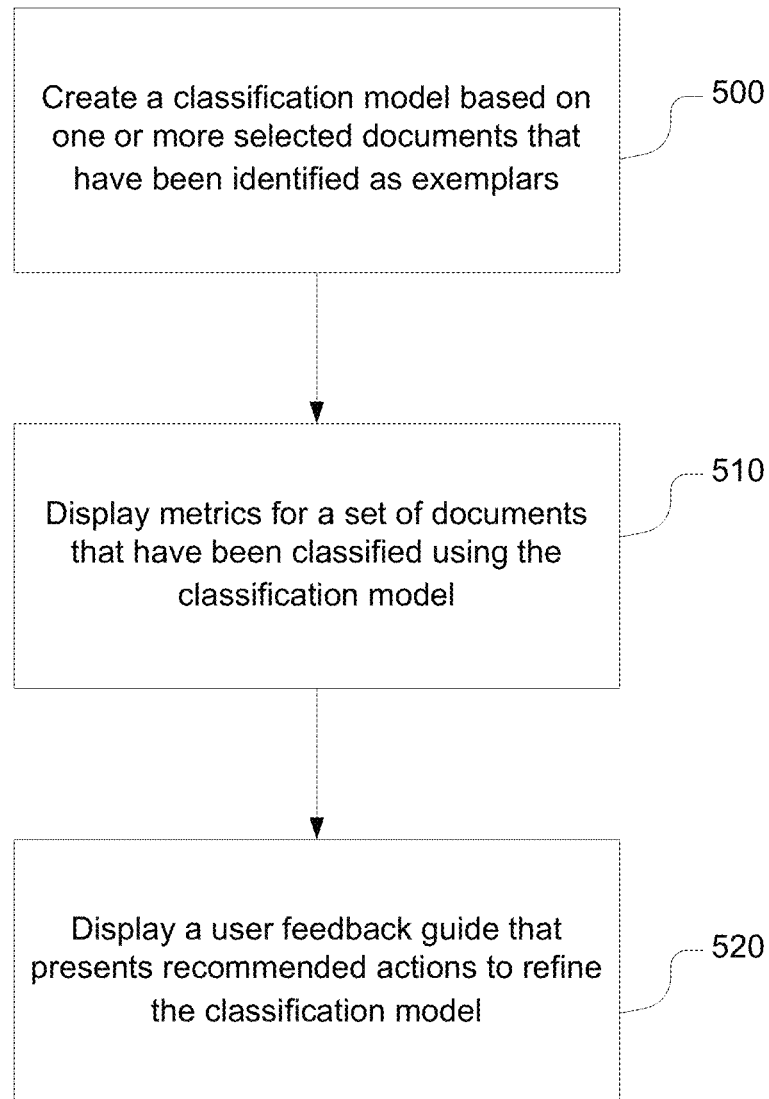 Create a classification model based on
one or more selected documents that
have been identified as exemplars
500
Display metrics for a set of documents
that have been classified using the
classification model
510
Display a user feedback guide that
presents recommended actions to refine
the classification model
520